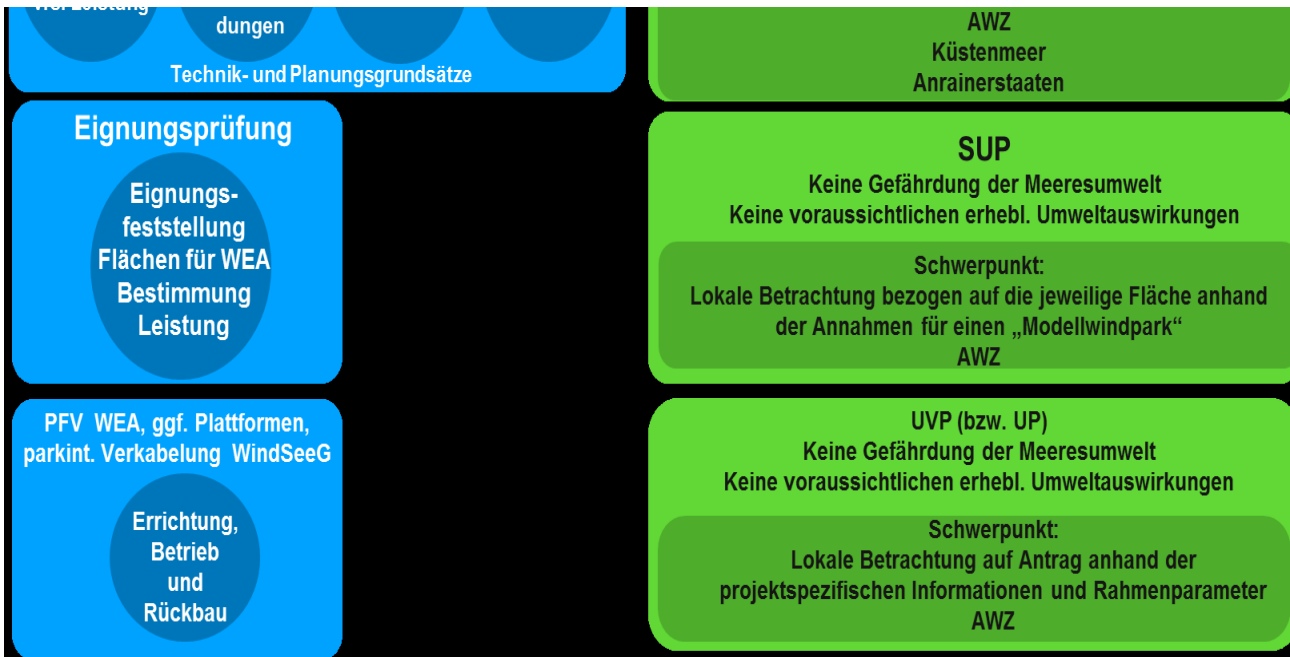 dungen
Technik- und Planungsgrundsätze
AWZ
Küstenmeer
Anrainerstaaten
Eignungsprüfung
Eignungs-
feststellung
Flächen für WEA
Bestimmung
Leistung
SUP
Keine Gefährdung der Meeresumwelt
Keine voraussichtlichen erhebl. Umweltauswirkungen
Schwerpunkt:
Lokale Betrachtung bezogen auf die jeweilige Fläche anhand
der Annahmen für einen „Modellwindpark“
AWZ
PFV WEA, ggf. Plattformen,
parkint. Verkabelung WindSeeG
Errichtung,
Betrieb
und
Rückbau
UVP (bzw. UP)
Keine Gefährdung der Meeresumwelt
Keine voraussichtlichen erhebl. Umweltauswirkungen
Schwerpunkt:
Lokale Betrachtung auf Antrag anhand der
projektspezifischen Informationen und Rahmenparameter
AWZ